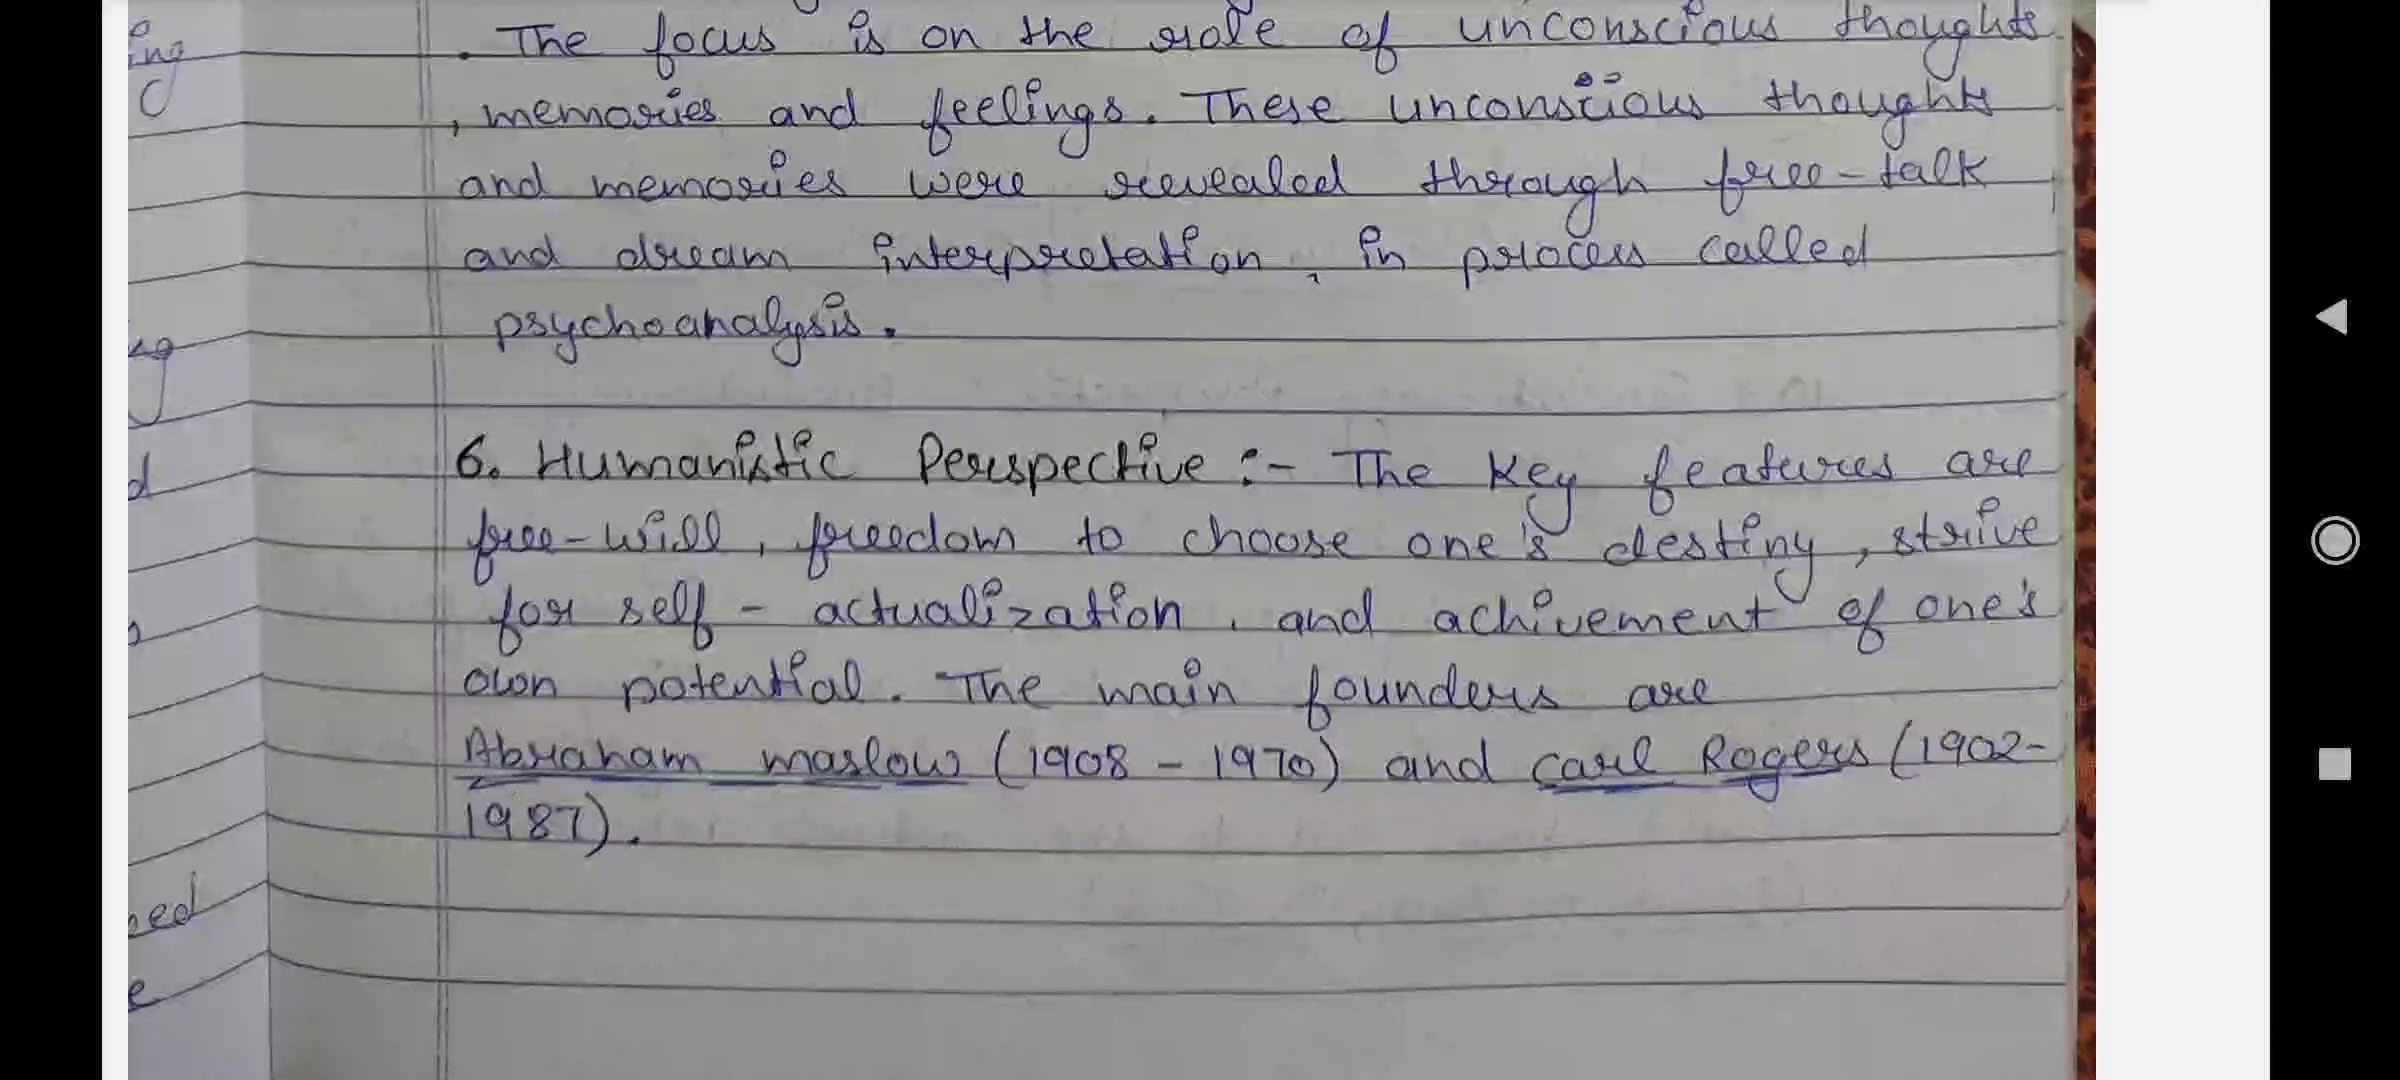 ing
. The focus is on the role of unconscious thoughts
, memories and feelings. These unconscious thoughts
and memories were revealed through free-talk
and dream interpretation, in process called
psychoanalysis.
6. Humanistic Perspective :- The key features are
free-will, freedom to choose one's destiny, strive
for self - actualization, and achivement of one's
own potential. The main founders are
Abraham maslow (1908 - 1970) and carl Rogers (1902-
1987).